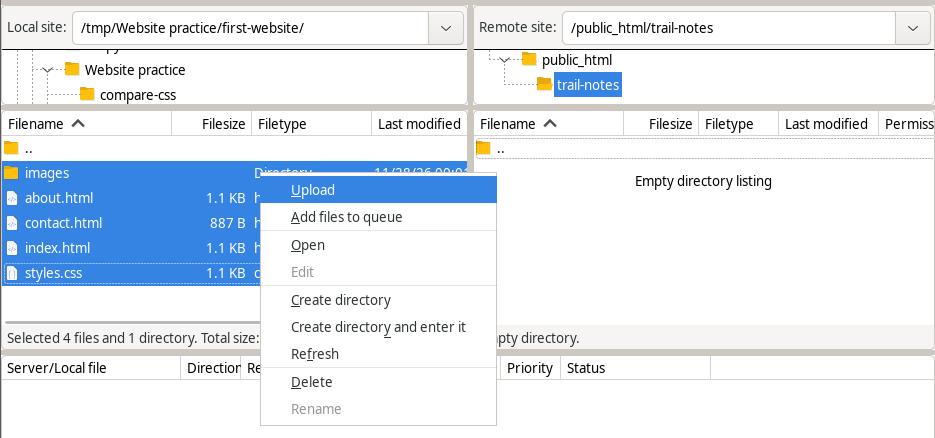 Local site: /tmp/Website practice/first-website/
Remote site: /public_html/trail-notes
Website practice
compare-css
public_html
trail-notes
Filename Filesize Filetype Last modified
..
images Directory
about.html 1.1 KB
contact.html 887 B
index.html 1.1 KB
styles.css 1.1 KB
Selected 4 files and 1 directory. Total size:
Upload
Add files to queue
Open
Edit
Create directory
Create directory and enter it
Refresh
Delete
Rename
Filename Filesize Filetype Last modified Permiss
..
Empty directory listing
directory.
Server/Local file Direction Re Priority Status